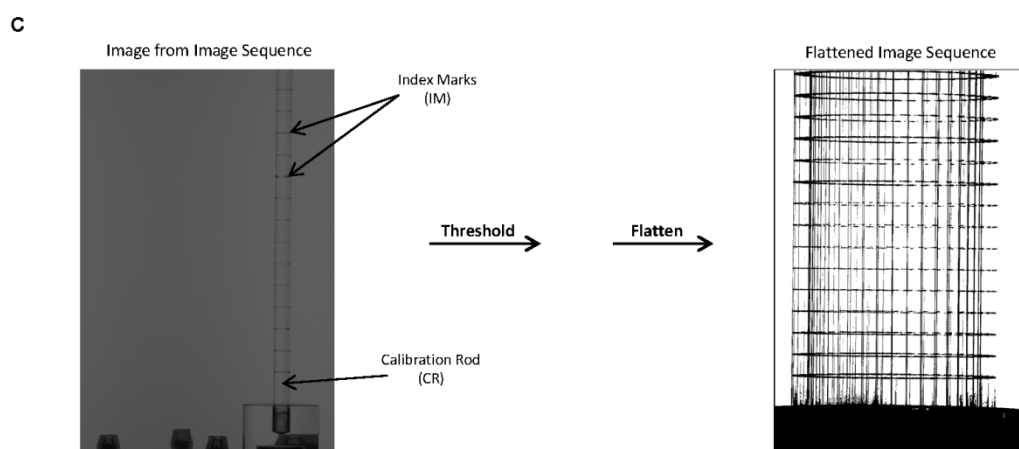 C
Image from Image Sequence
Flattened Image Sequence
Index Marks
(IM)
Threshold
Flatten
Calibration Rod
(CR)